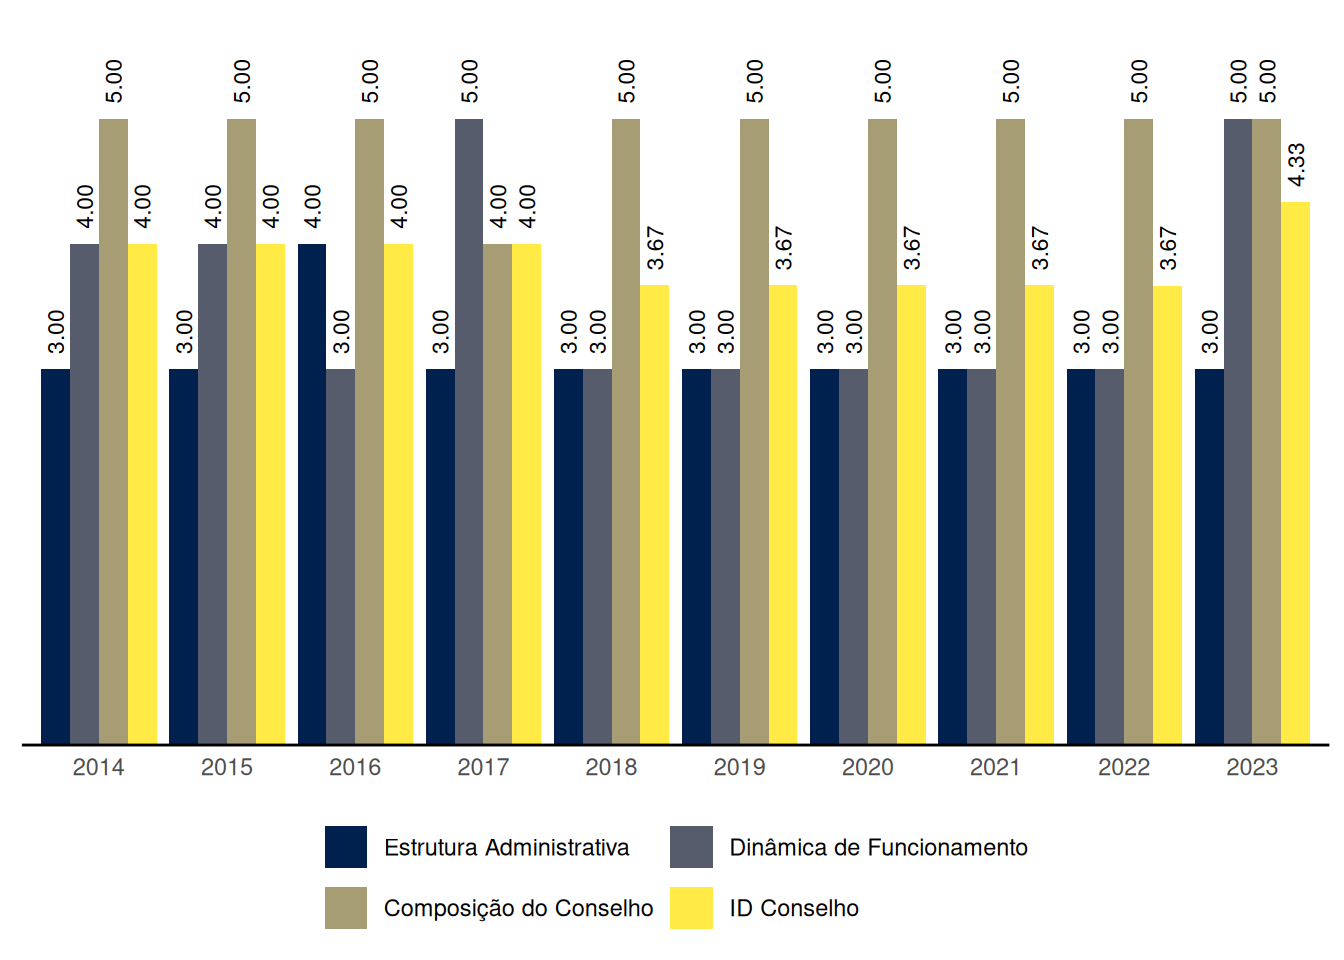 3.00 4.00 5.00 4.00 3.00 4.00 5.00 4.00 4.00 3.00 5.00 4.00 3.00 5.00 4.00 4.00 3.00 3.00 5.00 3.67 3.00 3.00 5.00 3.67 3.00 3.00 5.00 3.67 3.00 3.00 5.00 3.67 3.00 3.00 5.00 3.67 3.00 5.00 5.00 4.33
2014 2015 2016 2017 2018 2019 2020 2021 2022 2023
Estrutura Administrativa Dinâmica de Funcionamento
Composição do Conselho ID Conselho